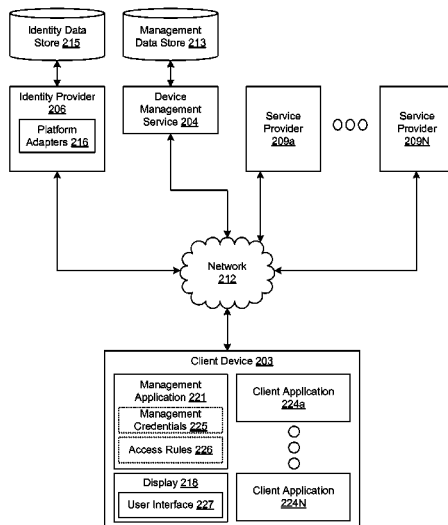 Identity Data
Store 215
Management
Data Store 213
Identity Provider
206
Platform
Adapters 216
Device
Management
Service 204
Service
Provider
209a
Service
Provider
209N
Network
212
Client Device 203
Management
Application
221
Management
Credentials 225
Access Rules 226
Client Application
224a
Display 218
User Interface 227
Client Application
224N